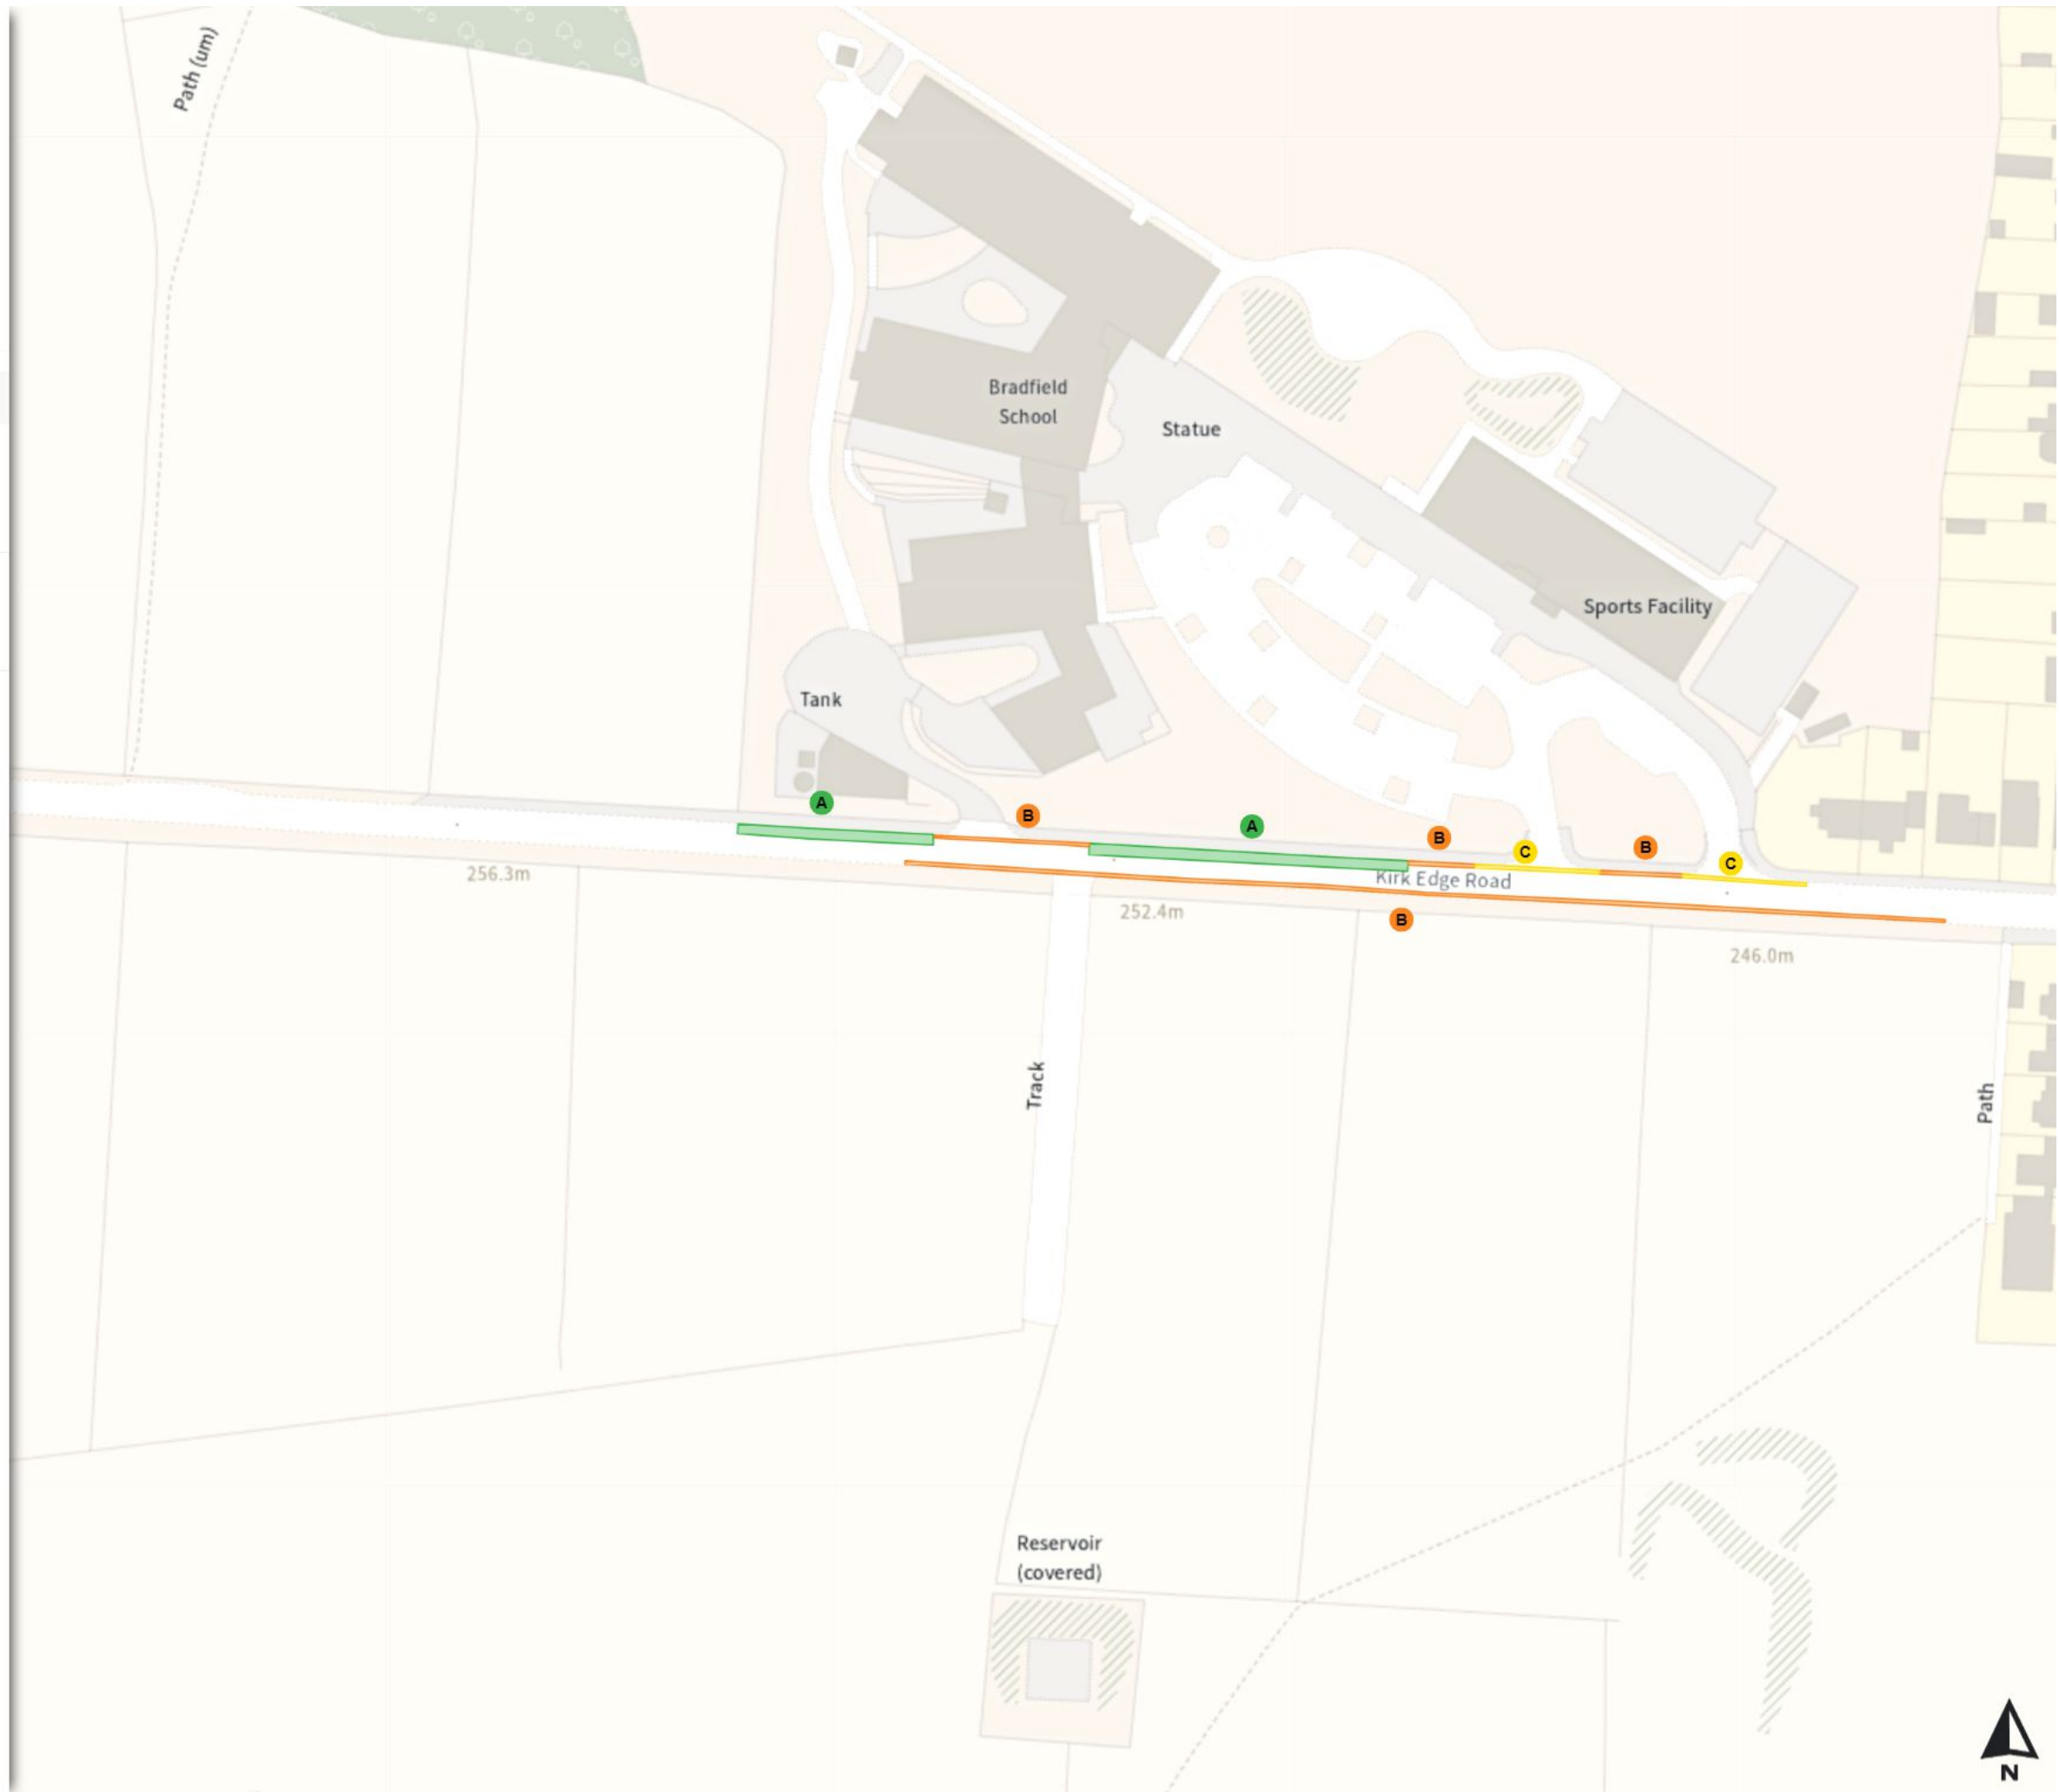 Path (um)
Bradfield
School
Statue
Sports Facility
Tank
A
B
A
B
C
B
C
256.3m
Kirk Edge Road
252.4m
B
246.0m
Track
Path
Reservoir
(covered)
N